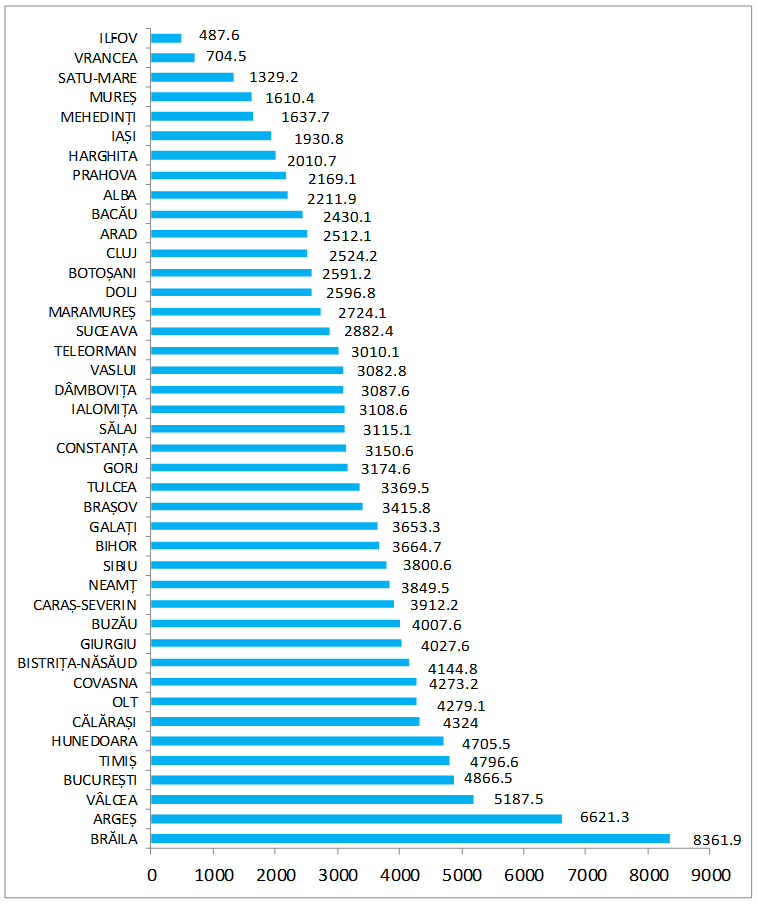 ILFOV 487.6
VRANCEA 704.5
SATU-MARE 1329.2
MUREȘ 1610.4
MEHEDINȚI 1637.7
IAȘI 1930.8
HARGHITA 2010.7
PRAHOVA 2169.1
ALBA 2211.9
BACĂU 2430.1
ARAD 2512.1
CLUJ 2524.2
BOTOȘANI 2591.2
DOLJ 2596.8
MARAMUREȘ 2724.1
SUCEAVA 2882.4
TELEORMAN 3010.1
VASLUI 3082.8
DÂMBOVIȚA 3087.6
IALOMIȚA 3108.6
SĂLAJ 3115.1
CONSTANȚA 3150.6
GORJ 3174.6
TULCEA 3369.5
BRAȘOV 3415.8
GALAȚI 3653.3
BIHOR 3664.7
SIBIU 3800.6
NEAMȚ 3849.5
CARAȘ-SEVERIN 3912.2
BUZĂU 4007.6
GIURGIU 4027.6
BISTRIȚA-NĂSĂUD 4144.8
COVASNA 4273.2
OLT 4279.1
CĂLĂRAȘI 4324
HUNEDOARA 4705.5
TIMIȘ 4796.6
BUCUREȘTI 4866.5
VÂLCEA 5187.5
ARGEȘ 6621.3
BRĂILA 8361.9
0 1000 2000 3000 4000 5000 6000 7000 8000 9000